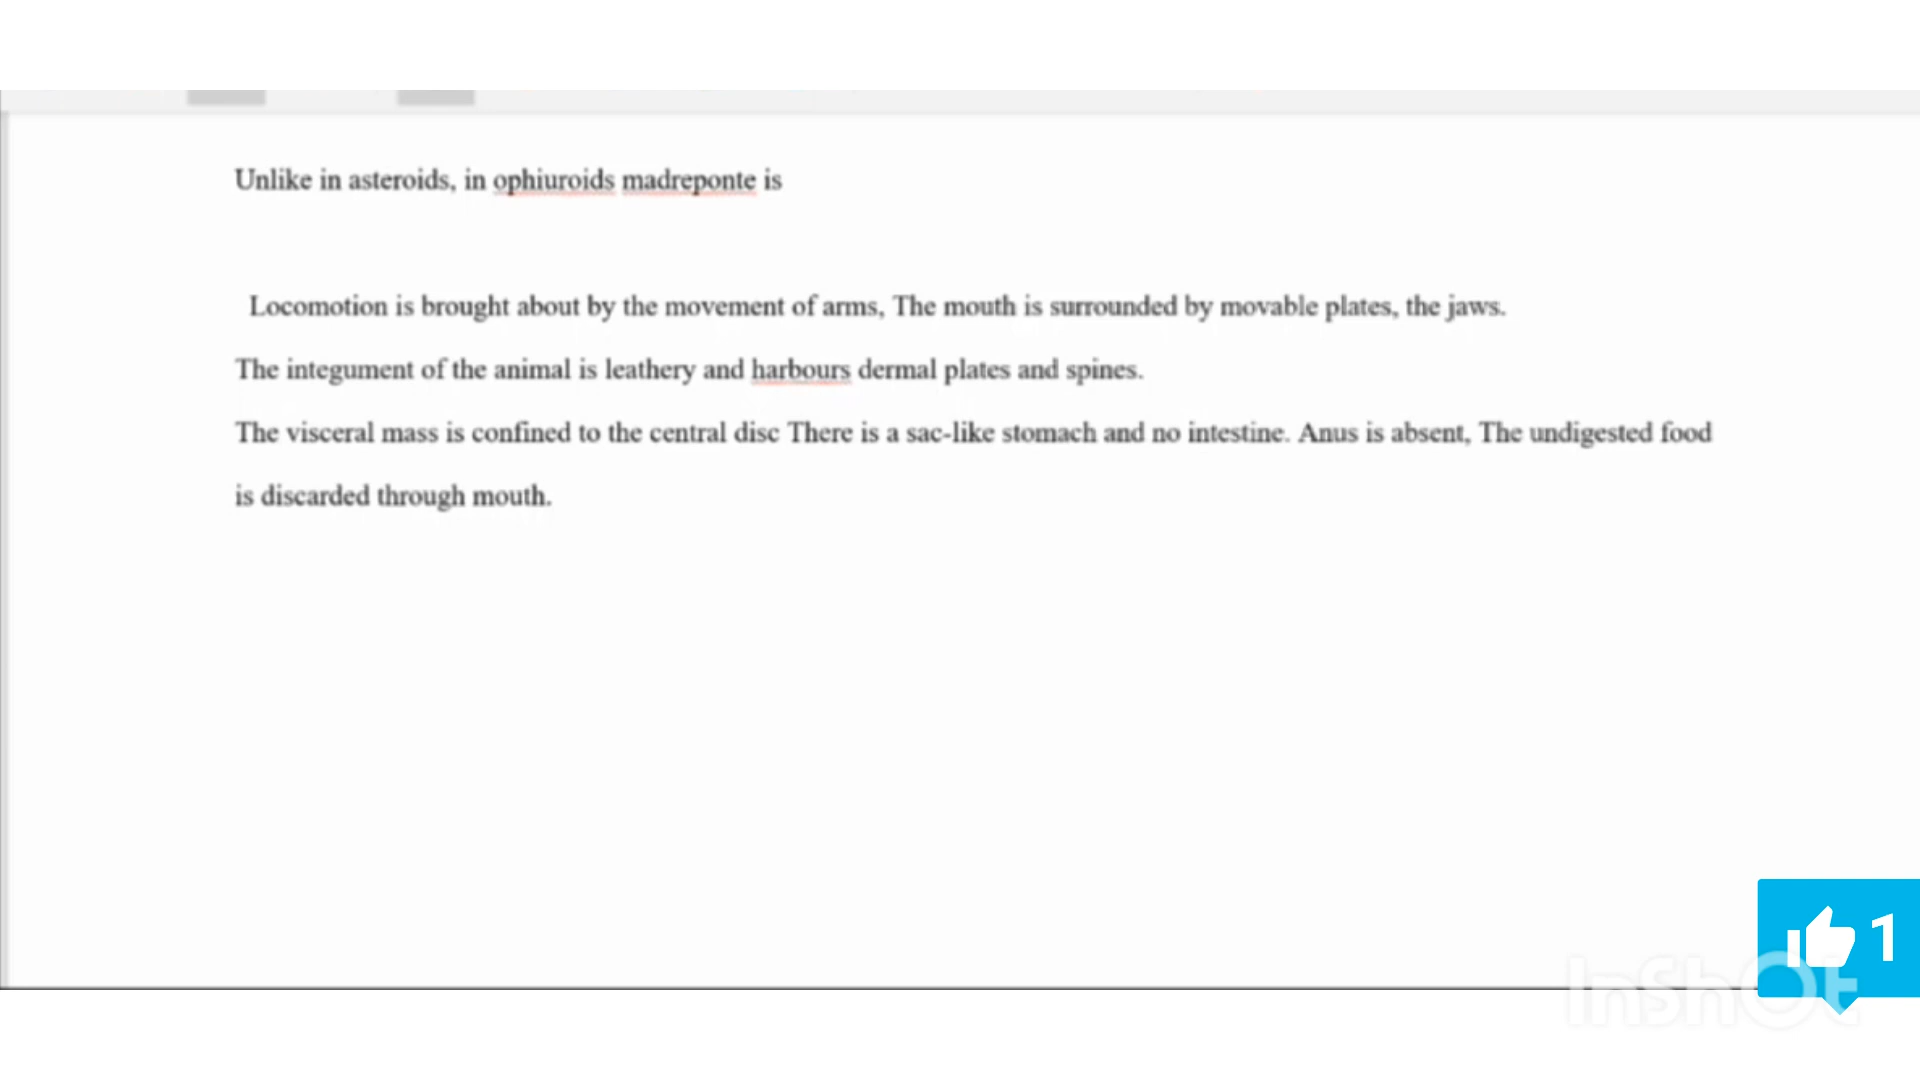 Unlike in asteroids, in ophiuroids madreponte is
Locomotion is brought about by the movement of arms, The mouth is surrounded by movable plates, the jaws.
The integument of the animal is leathery and harbours dermal plates and spines.
The visceral mass is confined to the central disc There is a sac-like stomach and no intestine. Anus is absent, The undigested food
is discarded through mouth.
1
InShOt